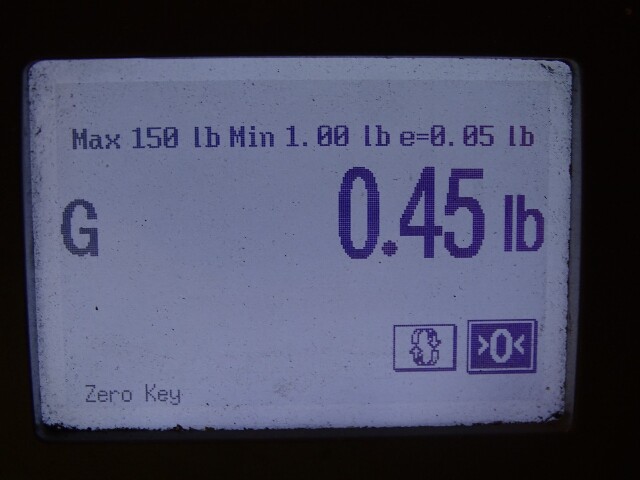 Max 150 lb Min 1.00 lb e=0.05 lb
G 0.45 lb
>0<
Zero Key